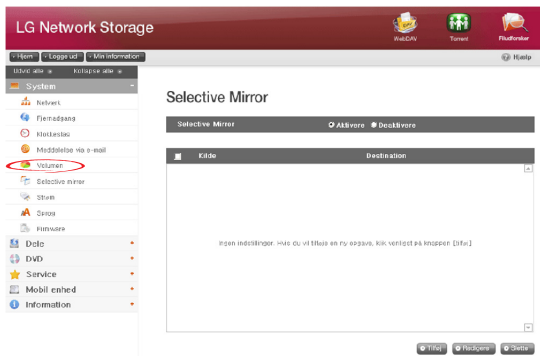 LG Network Storage
WebDAV
Torrent
Filudforsker
Hjem
Logge ud
Min information
Hjælp
Udvid alle
Kollapse alle
System
Netværk
Fjernadgang
Klokkeslæt
Meddelelse via e-mail
Volumen
Selective mirror
Strøm
Sprog
Firmware
Dele
DVD
Service
Mobil enhed
Information
Selective Mirror
Selective Mirror Aktivere Deaktivere
Kilde Destination
Ingen indstillinger. Hvis du vil tilføje en ny opgave, klik venligst på knappen [Tilføj]
Tilføj Redigere Slette